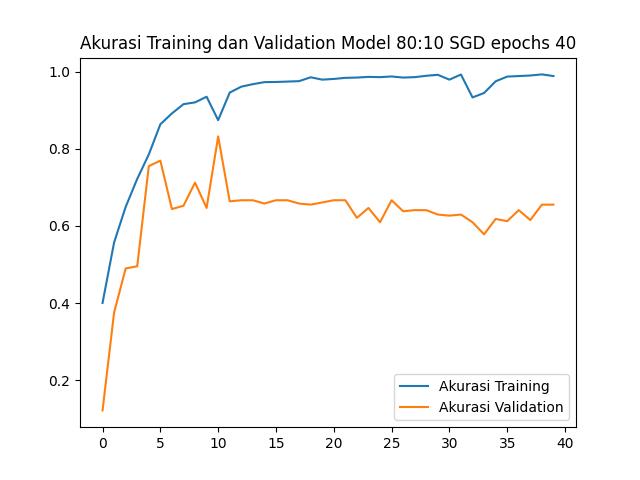 Akurasi Training dan Validation Model 80:10 SGD epochs 40
1.0
0.8
0.6
0.4
0.2
0 5 10 15 20 25 30 35 40
Akurasi Training
Akurasi Validation